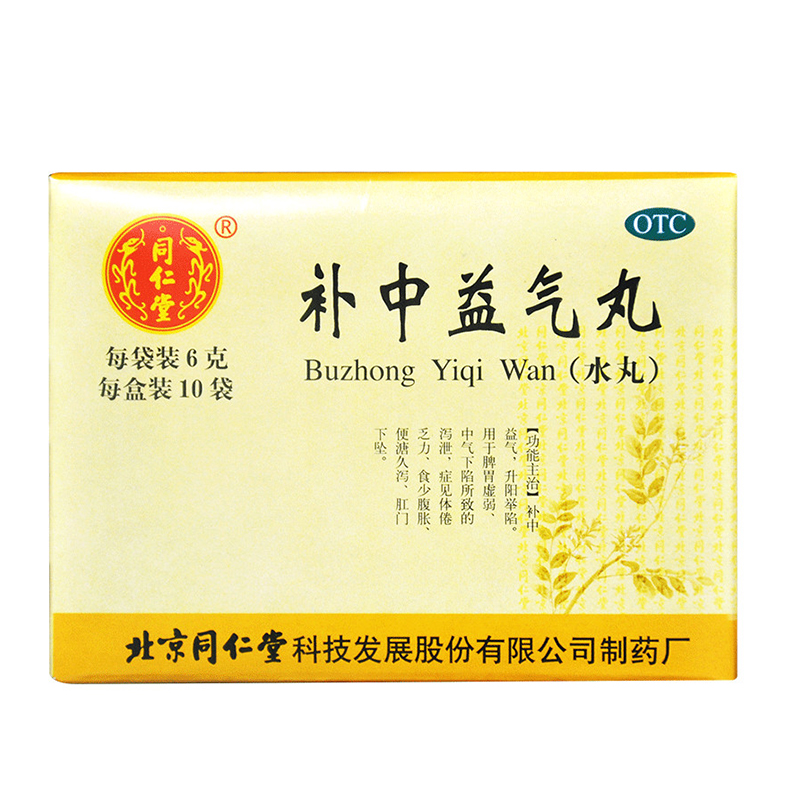 同仁堂
®
OTC
补中益气丸
Buzhong Yiqi Wan (水丸)
每袋装 6 克
每盒装 10 袋
【功能主治】补中
益气，升阳举陷。
用于脾胃虚弱、
中气下陷所致的
泻泄，症见体倦
乏力、食少腹胀、
便溏久泻、肛门
下坠。
北京同仁堂科技发展股份有限公司制药厂